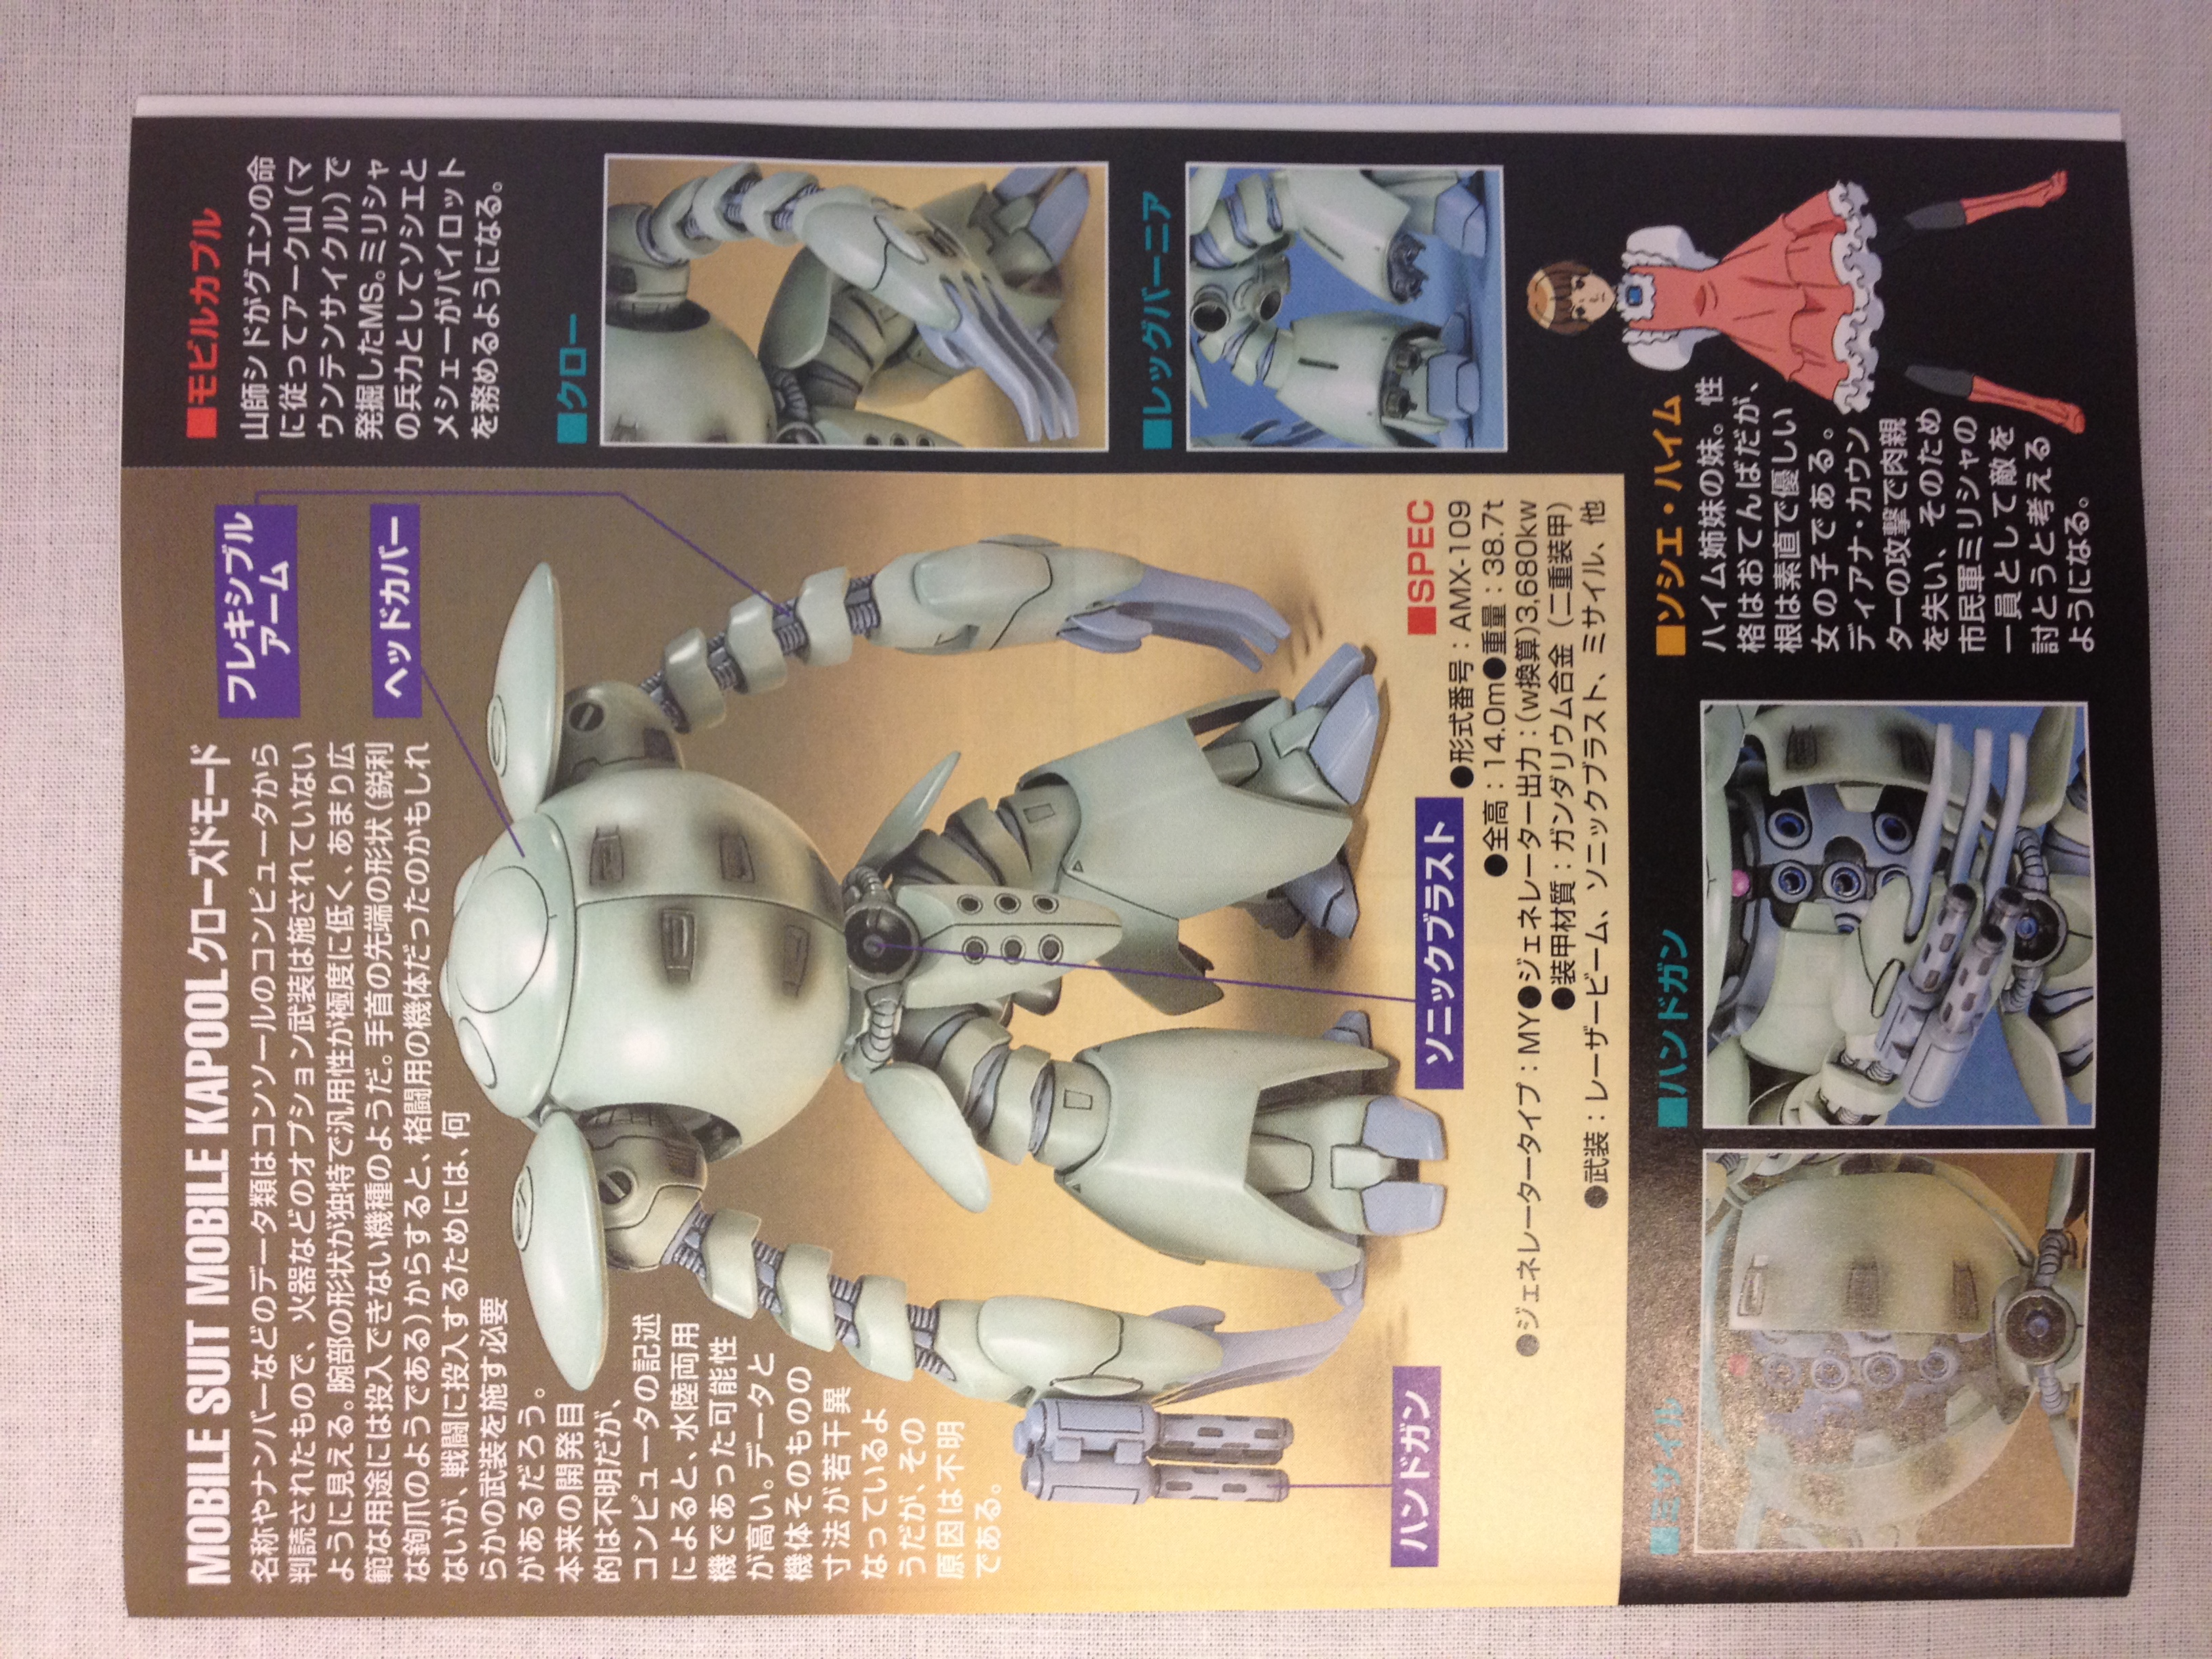 MOBILE SUIT MOBILE KAPOOLクローズドモード
名称やナンバーなどのデータ類はコンソールのコンピュータから
判読されたもので、火器などのオプション武装は施されていない
ように見える。腕部の形状が独特で汎用性が極度に低く、あまり広
範な用途には投入できない機種のようだ。手首の先端の形状(鋭利
な鉤爪のようである)からすると、格闘用の機体だったのかもしれ
ないが、戦闘に投入するためには、何
らかの武装を施す必要
があるだろう。
本来の開発目
的は不明だが、
コンピュータの記述
によると、水陸両用
機であった可能性
が高い。データと
機体そのものの
寸法が若干異
なっているよ
うだが、その
原因は不明
である。
フレキシブル
アーム
ヘッドカバー
ソニックブラスト
ハンドガン
■SPEC
●形式番号:AMX-109
●全高:14.0m●重量:38.7t
●ジェネレータータイプ:MY●ジェネレーター出力:(w換算)3,680kw
●装甲材質:ガンダリウム合金(二重装甲)
●武装:レーザービーム、ソニックブラスト、ミサイル、他
■モビルカプル
山師シドがグエンの命
に従ってアーク山(マ
ウンテンサイクル)で
発掘したMS。ミリシャ
の兵力としてソシエと
メシェーがパイロット
を務めるようになる。
■クロー
■レッグバーニア
■ミサイル
■ハンドガン
■ソシエ・ハイム
ハイム姉妹の妹。性
格はおてんばだが、
根は素直で優しい
女の子である。
ディアナ・カウン
ターの攻撃で肉親
を失い、そのため
市民軍ミリシャの
一員として敵を
討とうと考える
ようになる。